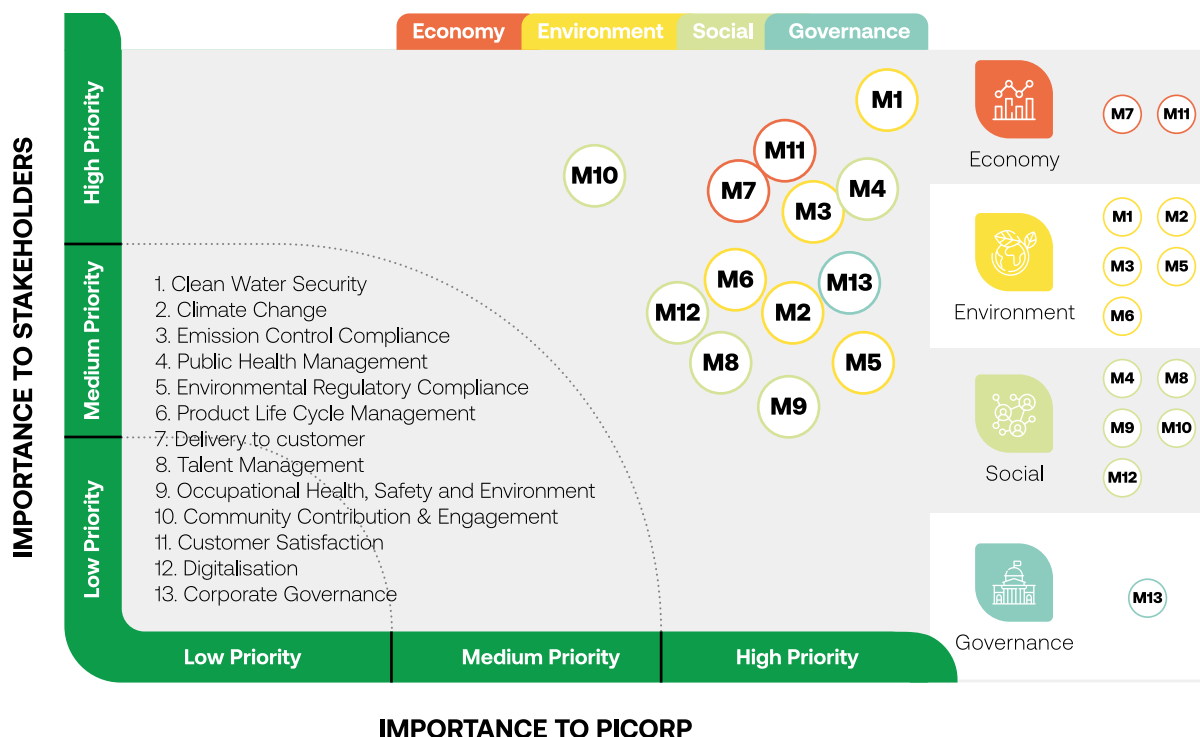 Economy
Environment
Social
Governance
IMPORTANCE TO STAKEHOLDERS
High Priority
Medium Priority
Low Priority
M1
M11
M10
M7
M4
M3
M6
M13
M12
M2
M8
M5
M9
1. Clean Water Security
2. Climate Change
3. Emission Control Compliance
4. Public Health Management
5. Environmental Regulatory Compliance
6. Product Life Cycle Management
7. Delivery to customer
8. Talent Management
9. Occupational Health, Safety and Environment
10. Community Contribution & Engagement
11. Customer Satisfaction
12. Digitalisation
13. Corporate Governance
Low Priority
Medium Priority
High Priority
IMPORTANCE TO PICORP
Economy
M7 M11
Environment
M1 M2
M3 M5
M6
Social
M4 M8
M9 M10
M12
Governance
M13